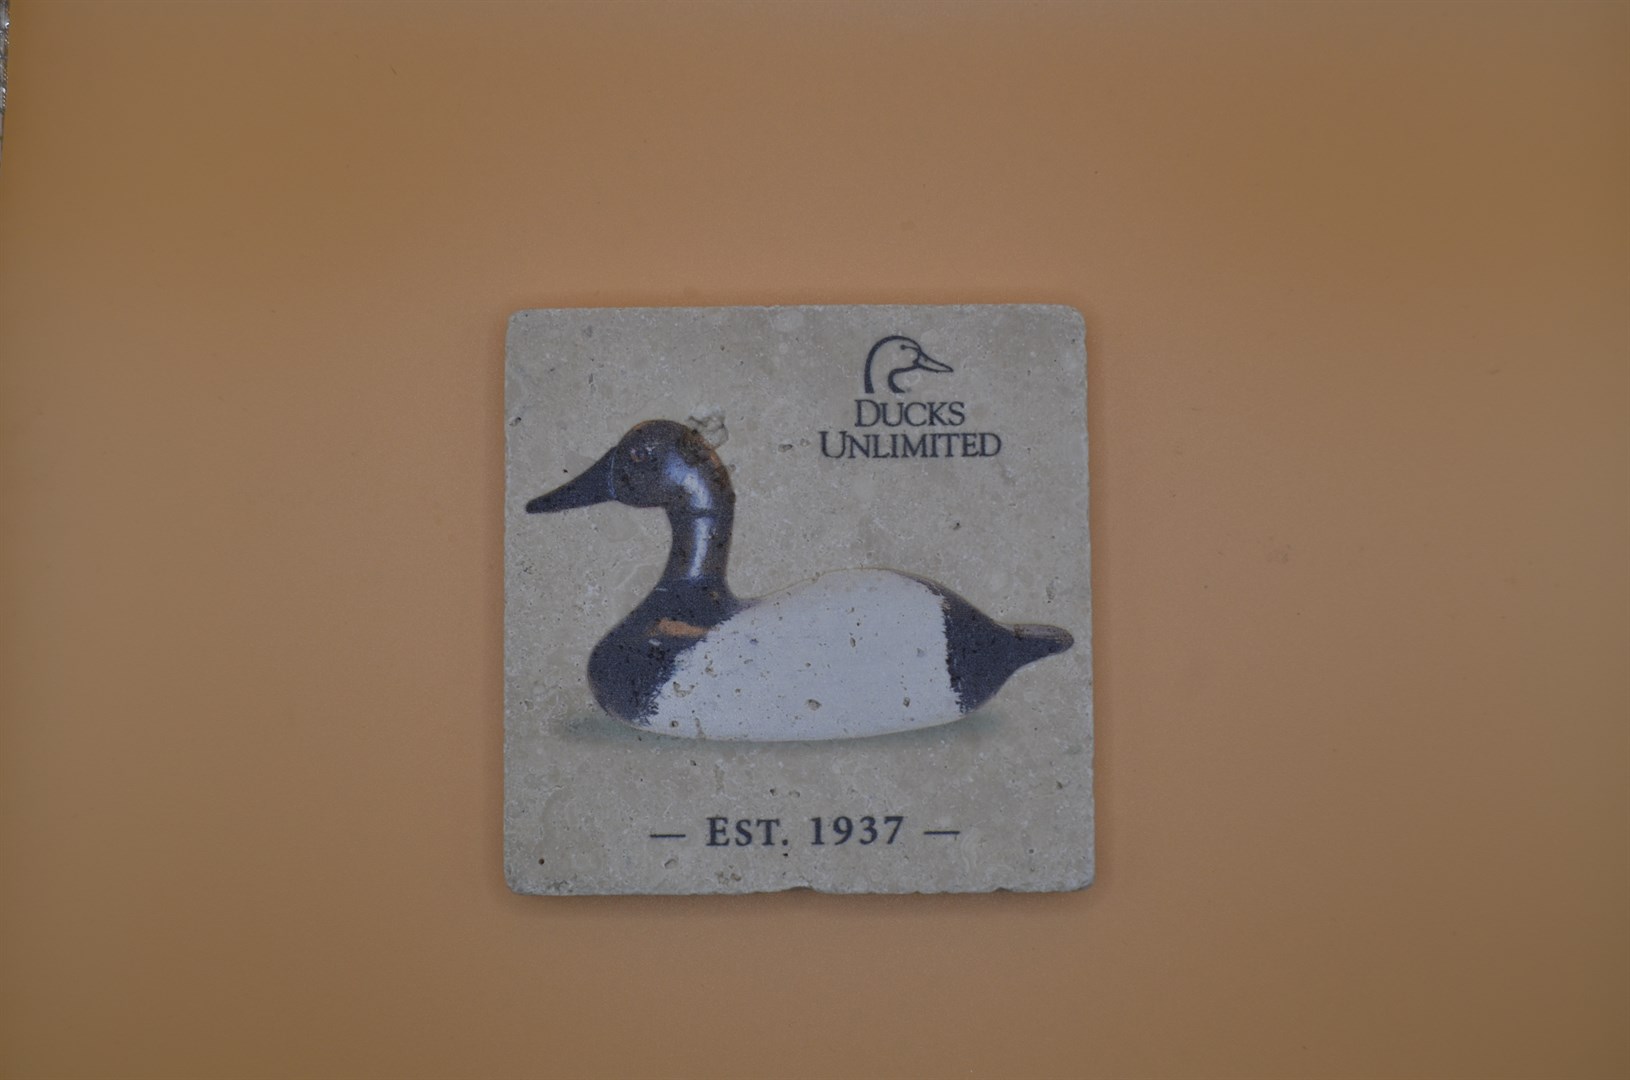 DUCKS
UNLIMITED
— EST. 1937 —